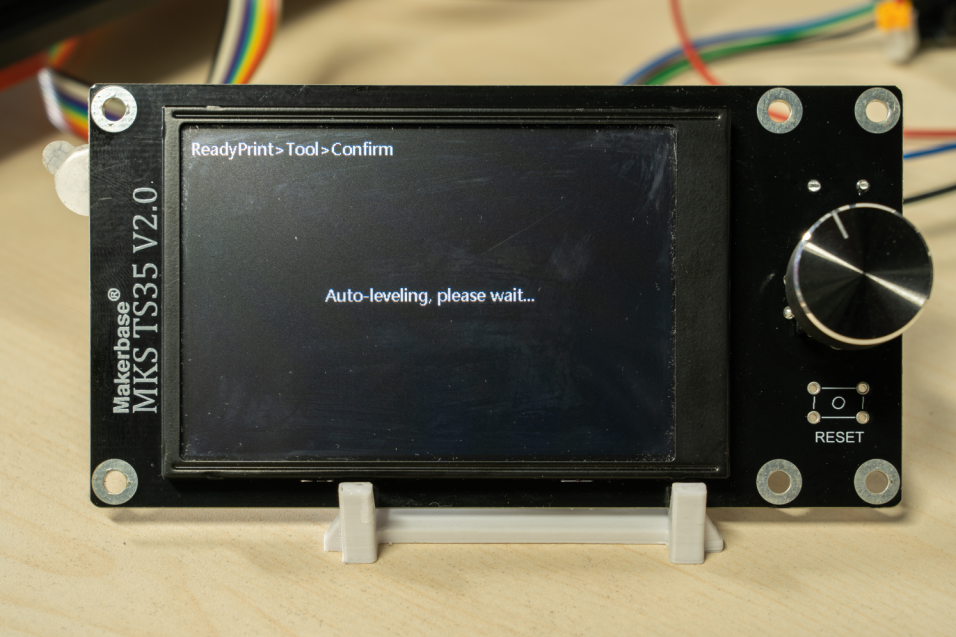 ReadyPrint>Tool>Confirm
Auto-leveling, please wait...
Makerbase®
MKS TS35 V2.0
RESET